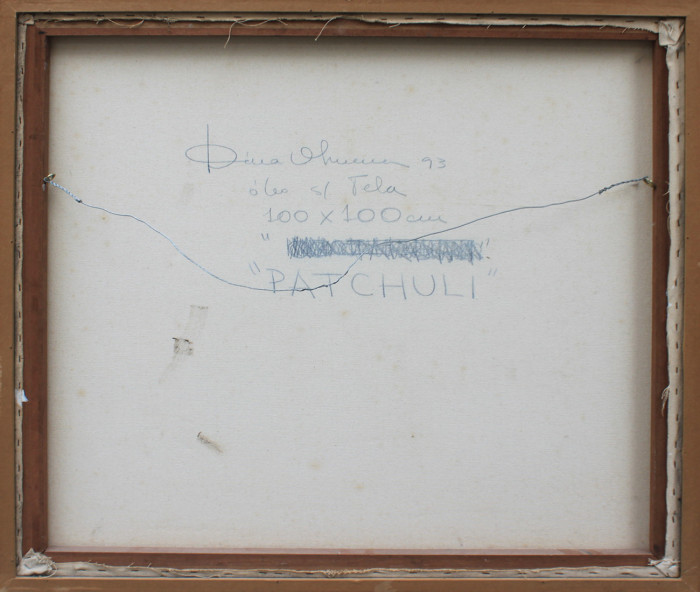 93
óleo s/ Tela
100 x 100 cm
"PATCHULI"